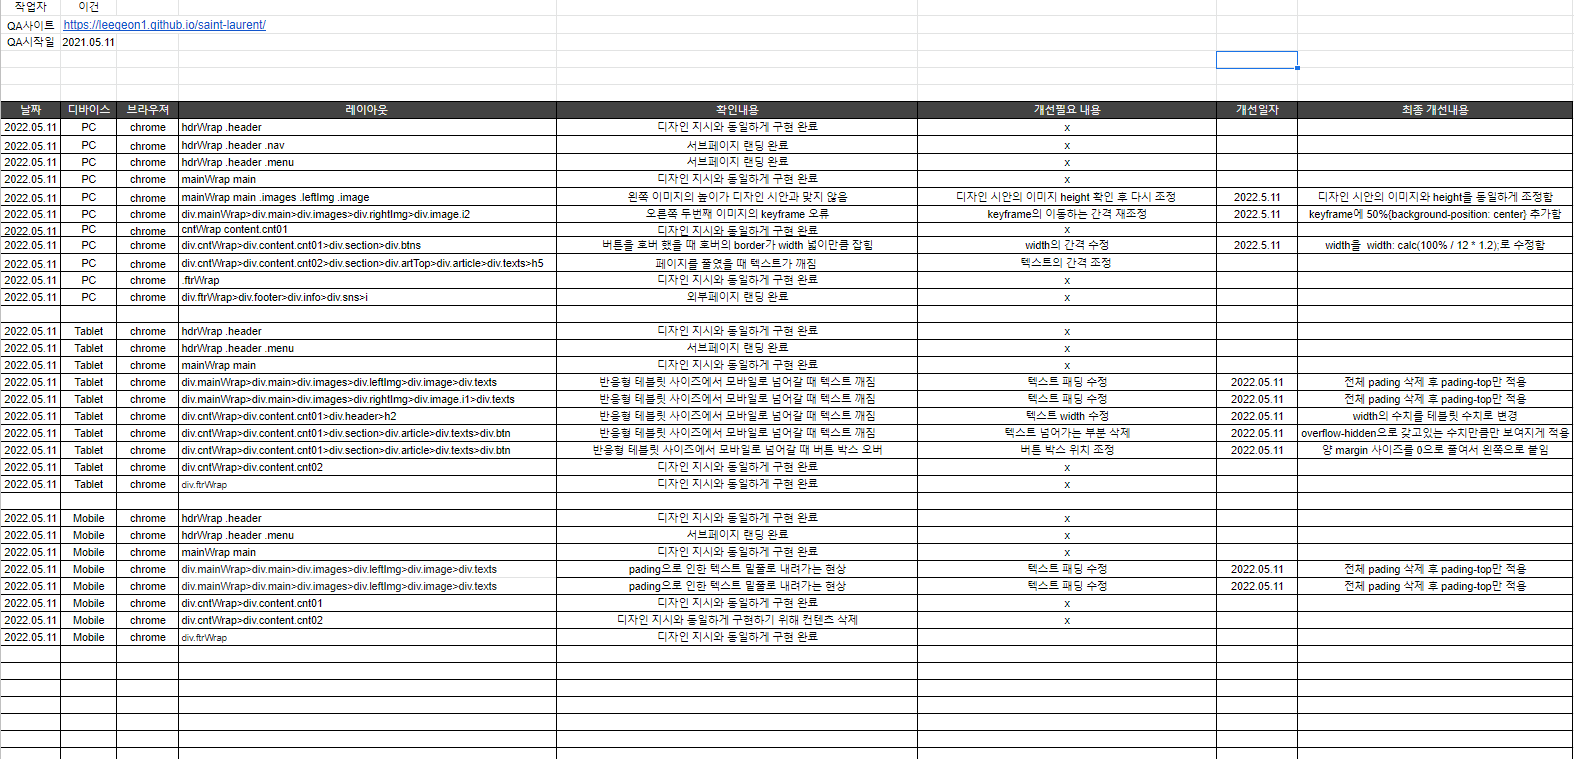 작업자 이건
QA사이트 https://leegeon1.github.io/saint-laurent/
QA시작일 2021.05.11
날짜 디바이스 브라우져 레이아웃 확인내용 개선필요 내용 개선일자 최종 개선내용
2022.05.11 PC chrome hdrWrap .header 디자인 지시와 동일하게 구현 완료 x
2022.05.11 PC chrome hdrWrap .header .nav 서브페이지 랜딩 완료 x
2022.05.11 PC chrome hdrWrap .header .menu 서브페이지 랜딩 완료 x
2022.05.11 PC chrome mainWrap main 디자인 지시와 동일하게 구현 완료 x
2022.05.11 PC chrome mainWrap main .images .leftImg .image 왼쪽 이미지의 높이가 디자인 시안과 맞지 않음 디자인 시안의 이미지 height 확인 후 다시 조정 2022.5.11 디자인 시안의 이미지와 height을 동일하게 조정함
2022.05.11 PC chrome div.mainWrap>div.main>div.images>div.rightImg>div.image.i2 오른쪽 두번째 이미지의 keyframe 오류 keyframe의 이동하는 간격 재조정 2022.5.11 keyframe에 50%{background-position: center} 추가함
2022.05.11 PC chrome cntWrap content.cnt01 디자인 지시와 동일하게 구현 완료 x
2022.05.11 PC chrome div.cntWrap>div.content.cnt01>div.section>div.btns 버튼을 호버 했을 때 호버의 border가 width 넓이만큼 잡힘 width의 간격 수정 2022.5.11 width을  width: calc(100% / 12 * 1.2);로 수정함
2022.05.11 PC chrome div.cntWrap>div.content.cnt02>div.section>div.artTop>div.article>div.texts>h5 페이지를 풀었을 때 텍스트가 깨짐 텍스트의 간격 조정
2022.05.11 PC chrome .ftrWrap 디자인 지시와 동일하게 구현 완료 x
2022.05.11 PC chrome div.ftrWrap>div.footer>div.info>div.sns>i 외부페이지 랜딩 완료 x
2022.05.11 Tablet chrome hdrWrap .header 디자인 지시와 동일하게 구현 완료 x
2022.05.11 Tablet chrome hdrWrap .header .menu 서브페이지 랜딩 완료 x
2022.05.11 Tablet chrome mainWrap main 디자인 지시와 동일하게 구현 완료 x
2022.05.11 Tablet chrome div.mainWrap>div.main>div.images>div.leftImg>div.image>div.texts 반응형 테블릿 사이즈에서 모바일로 넘어갈 때 텍스트 깨짐 텍스트 패딩 수정 2022.05.11 전체 pading 삭제 후 pading-top만 적용
2022.05.11 Tablet chrome div.mainWrap>div.main>div.images>div.rightImg>div.image.i1>div.texts 반응형 테블릿 사이즈에서 모바일로 넘어갈 때 텍스트 깨짐 텍스트 패딩 수정 2022.05.11 전체 pading 삭제 후 pading-top만 적용
2022.05.11 Tablet chrome div.cntWrap>div.content.cnt01>div.header>h2 반응형 테블릿 사이즈에서 모바일로 넘어갈 때 텍스트 깨짐 텍스트 width 수정 2022.05.11 width의 수치를 테블릿 수치로 변경
2022.05.11 Tablet chrome div.cntWrap>div.content.cnt01>div.section>div.article>div.texts>div.btn 반응형 테블릿 사이즈에서 모바일로 넘어갈 때 텍스트 깨짐 텍스트 넘어가는 부분 삭제 2022.05.11 overflow-hidden으로 갖고있는 수치만큼만 보여지게 적용
2022.05.11 Tablet chrome div.cntWrap>div.content.cnt01>div.section>div.article>div.texts>div.btn 반응형 테블릿 사이즈에서 모바일로 넘어갈 때 버튼 박스 오버 버튼 박스 위치 조정 2022.05.11 양 margin 사이즈를 0으로 풀여서 왼쪽으로 붙임
2022.05.11 Tablet chrome div.cntWrap>div.content.cnt02 디자인 지시와 동일하게 구현 완료 x
2022.05.11 Tablet chrome div.ftrWrap 디자인 지시와 동일하게 구현 완료 x
2022.05.11 Mobile chrome hdrWrap .header 디자인 지시와 동일하게 구현 완료 x
2022.05.11 Mobile chrome hdrWrap .header .menu 서브페이지 랜딩 완료 x
2022.05.11 Mobile chrome mainWrap main 디자인 지시와 동일하게 구현 완료 x
2022.05.11 Mobile chrome div.mainWrap>div.main>div.images>div.leftImg>div.image>div.texts pading으로 인한 텍스트 밑풀로 내려가는 현상 텍스트 패딩 수정 2022.05.11 전체 pading 삭제 후 pading-top만 적용
2022.05.11 Mobile chrome div.mainWrap>div.main>div.images>div.leftImg>div.image>div.texts pading으로 인한 텍스트 밑풀로 내려가는 현상 텍스트 패딩 수정 2022.05.11 전체 pading 삭제 후 pading-top만 적용
2022.05.11 Mobile chrome div.cntWrap>div.content.cnt01 디자인 지시와 동일하게 구현 완료 x
2022.05.11 Mobile chrome div.cntWrap>div.content.cnt02 디자인 지시와 동일하게 구현하기 위해 컨텐츠 삭제 x
2022.05.11 Mobile chrome div.ftrWrap 디자인 지시와 동일하게 구현 완료